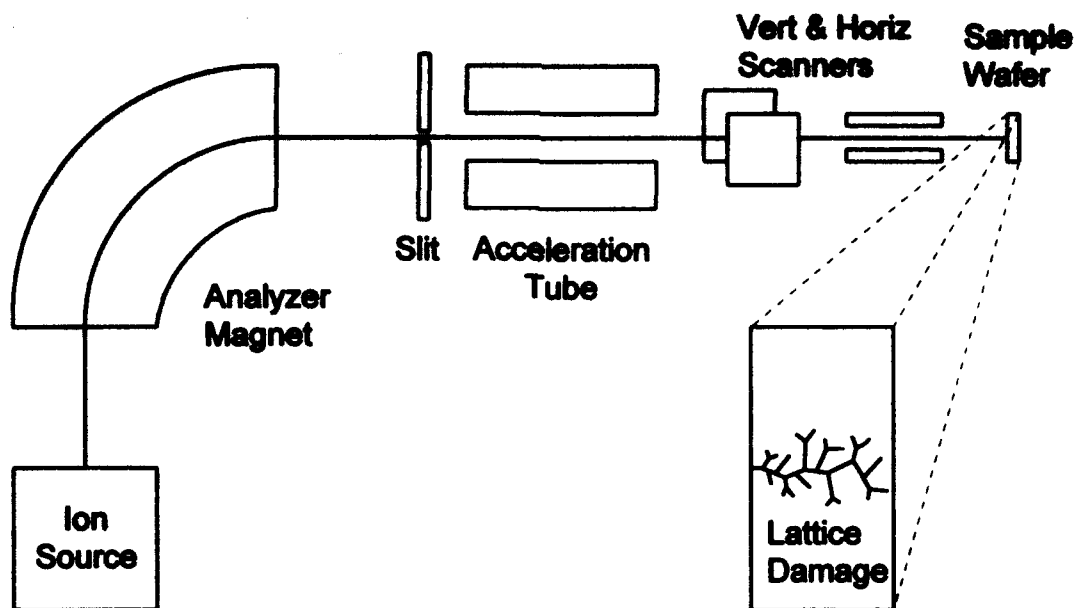 Vert & Horiz
Scanners
Sample
Wafer
Slit
Acceleration
Tube
Analyzer
Magnet
Ion
Source
Lattice
Damage